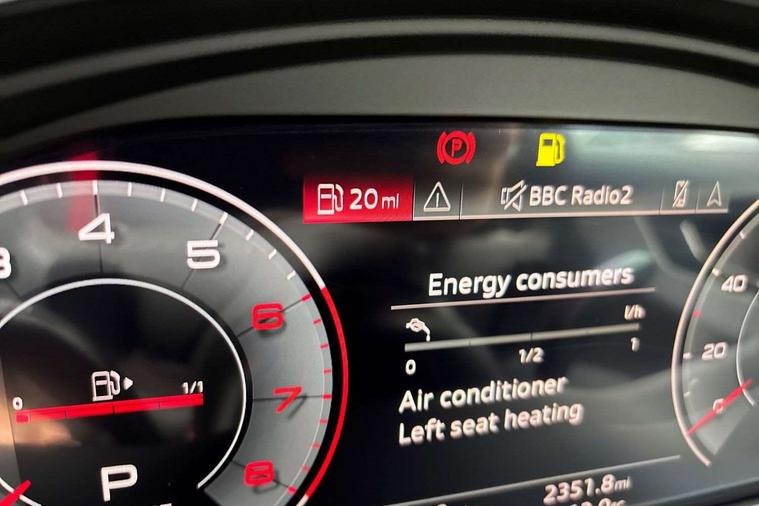 P
20 mi
BBC Radio2
3
4
5
6
7
8
0
1/1
P
Energy consumers
l/h
0
1/2
1
Air conditioner
Left seat heating
2351.8 mi
40
20
0